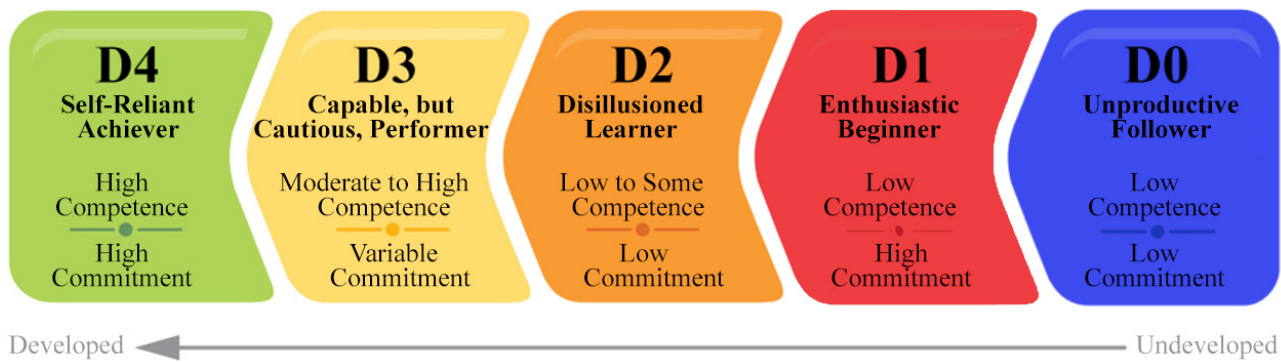 D4
Self-Reliant
Achiever
High
Competence
High
Commitment
D3
Capable, but
Cautious, Performer
Moderate to High
Competence
Variable
Commitment
D2
Disillusioned
Learner
Low to Some
Competence
Low
Commitment
D1
Enthusiastic
Beginner
Low
Competence
High
Commitment
D0
Unproductive
Follower
Low
Competence
Low
Commitment
Developed
Undeveloped